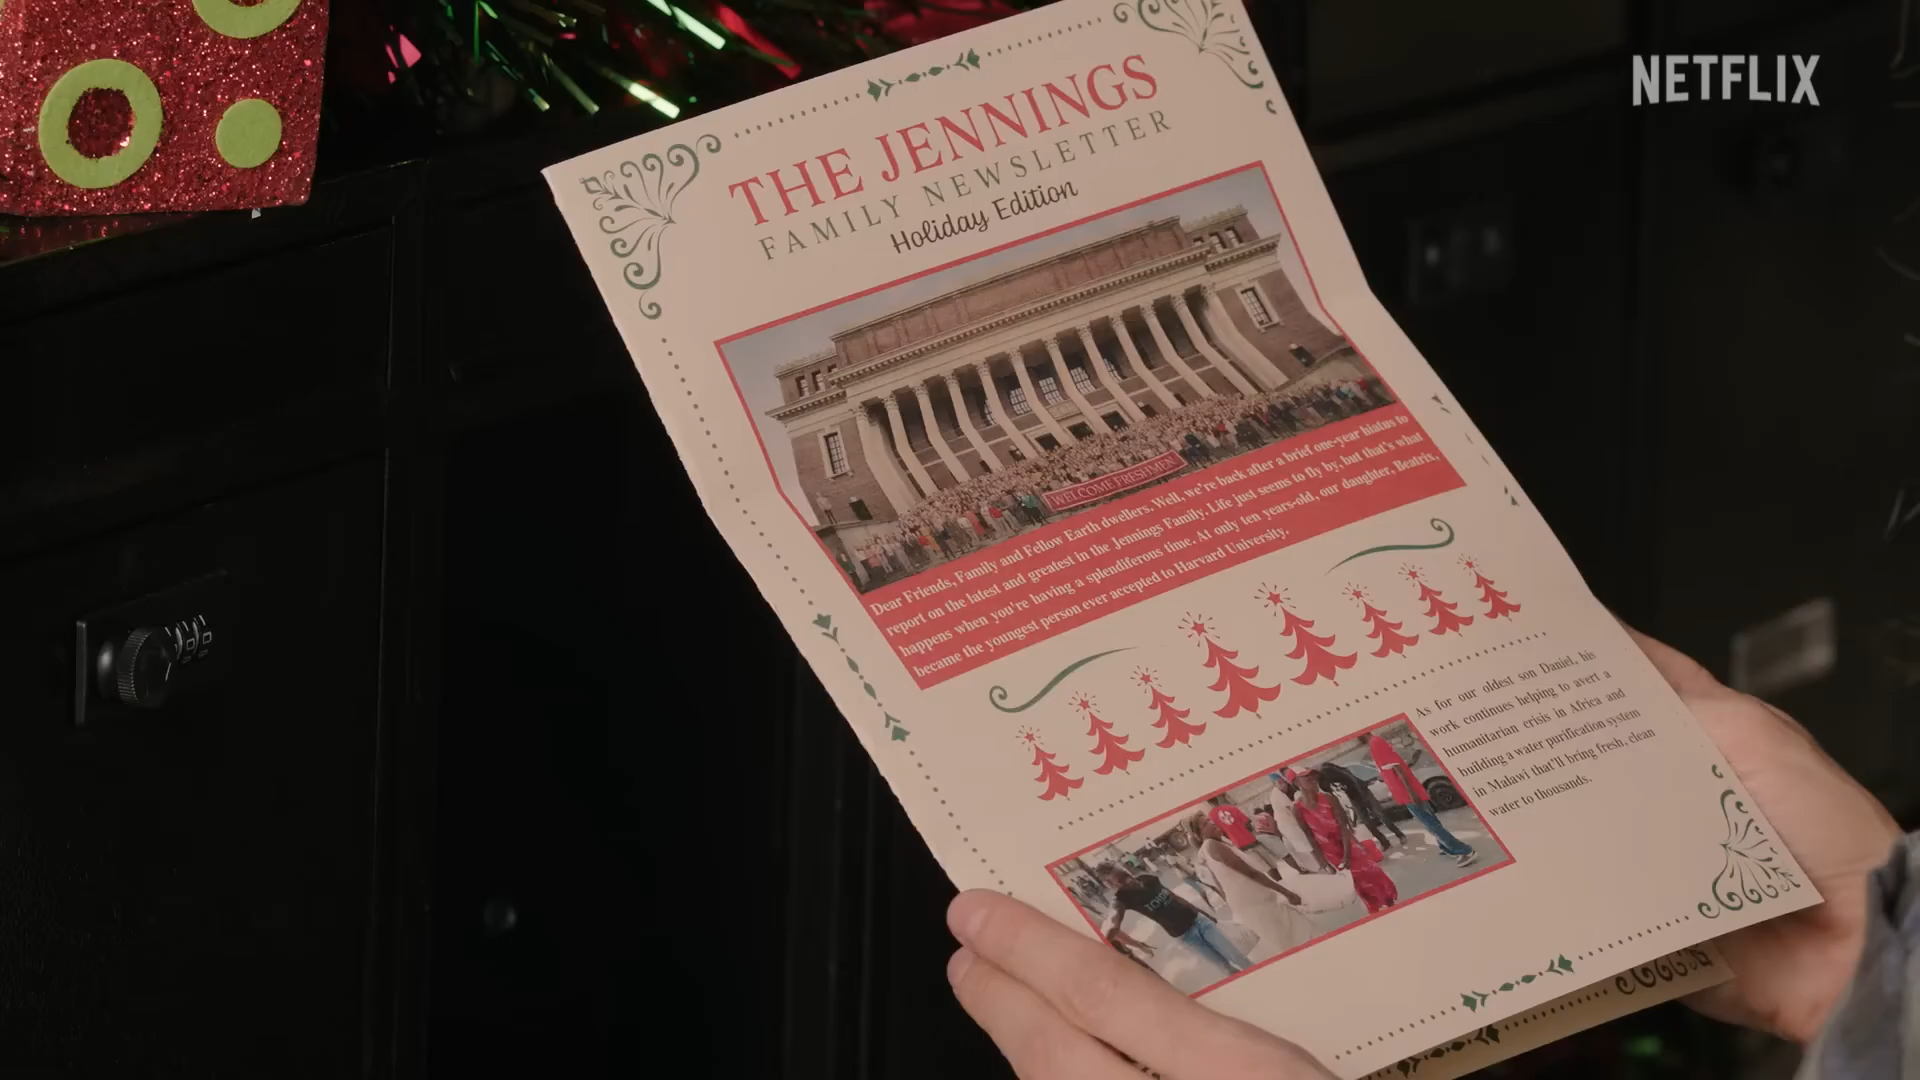 NETFLIX
THE JENNINGS
FAMILY NEWSLETTER
Holiday Edition
WELCOME FRESHMEN
Dear Friends, Family and Fellow Earth dwellers. Well, we're back after a brief one-year hiatus to
report on the latest and greatest in the Jennings Family. Life just seems to fly by, but that's what
happens when you're having a splendiferous time. At only ten years-old, our daughter, Beatrix,
became the youngest person ever accepted to Harvard University.
As for our oldest son Daniel, his
work continues helping to avert a
humanitarian crisis in Africa and
building a water purification system
in Malawi that'll bring fresh, clean
water to thousands.